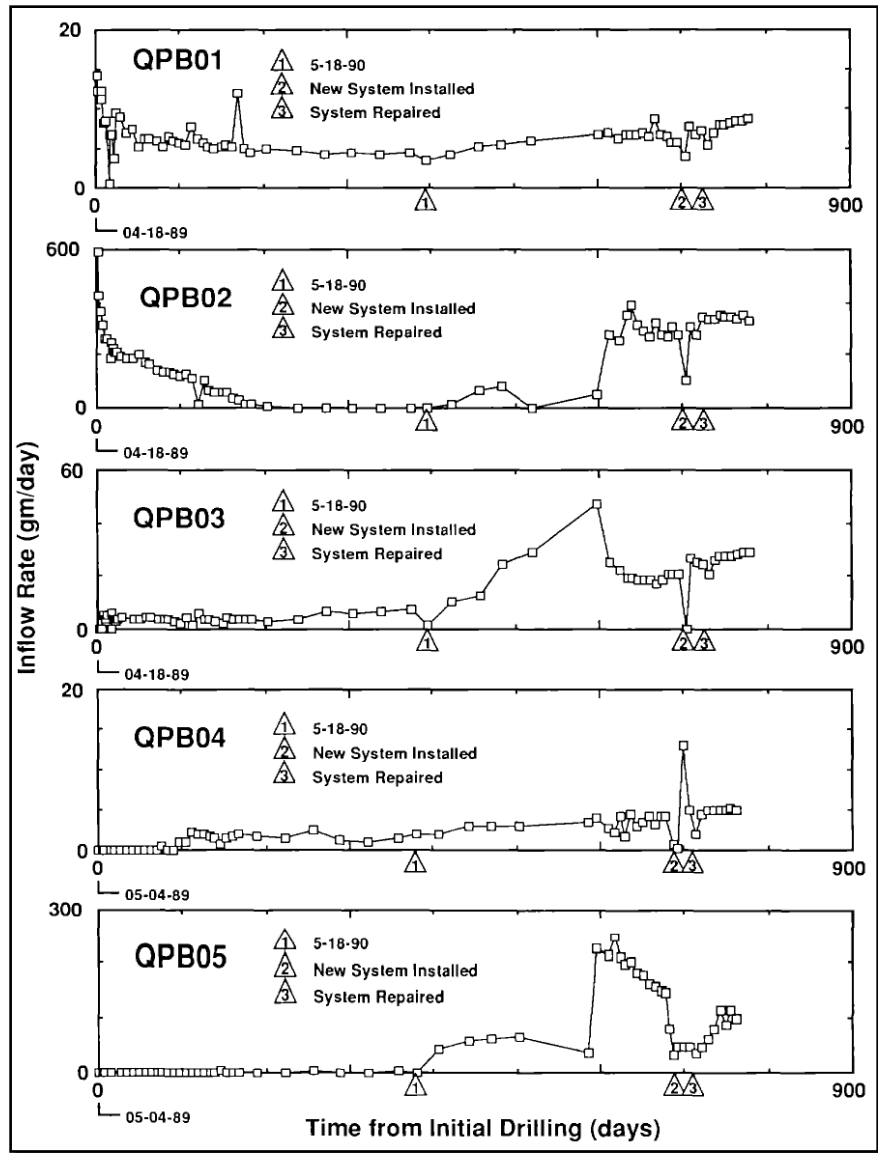 20
QPB01
1 5-18-90
2 New System Installed
3 System Repaired
0
1 2 3
0 900
04-18-89
600
QPB02
1 5-18-90
2 New System Installed
3 System Repaired
0
1 2 3
0 900
04-18-89
60
QPB03
1 5-18-90
2 New System Installed
3 System Repaired
0
1 2 3
0 900
04-18-89
20
QPB04
1 5-18-90
2 New System Installed
3 System Repaired
0
1 2 3
0 900
05-04-89
300
QPB05
1 5-18-90
2 New System Installed
3 System Repaired
0
1 2 3
0 900
05-04-89
Inflow Rate (gm/day)
Time from Initial Drilling (days)